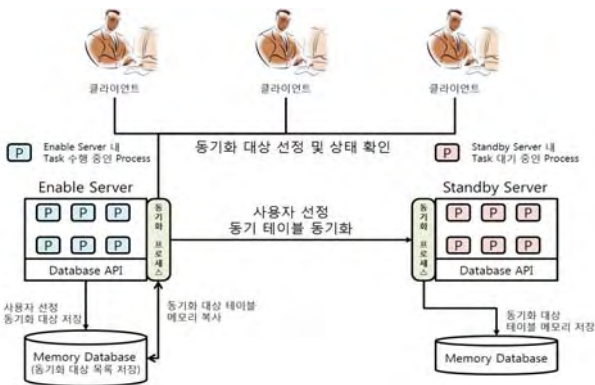 클라이언트
클라이언트
클라이언트
P
Enable Server 내
Task 수행 중인 Process
동기화 대상 선정 및 상태 확인
P
Standby Server 내
Task 대기 중인 Process
Enable Server
P P P
P P P
Database API
동기화 프로세스
사용자 선정
동기 테이블 동기화
Standby Server
동기화 프로세스
P P P
P P P
Database API
사용자 선정
동기화 대상 저장
동기화 대상 테이블
메모리 복사
동기화 대상
테이블 메모리 저장
Memory Database
(동기화 대상 목록 저장)
Memory Database